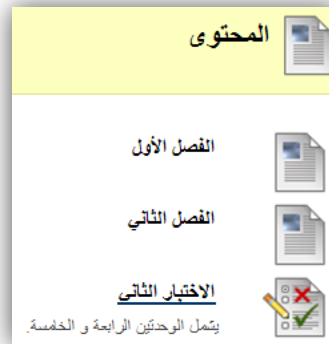 المحتوى
الفصل الأول
الفصل الثاني
الاختبار الثاني
يشمل الوحدتين الرابعة و الخامسة.